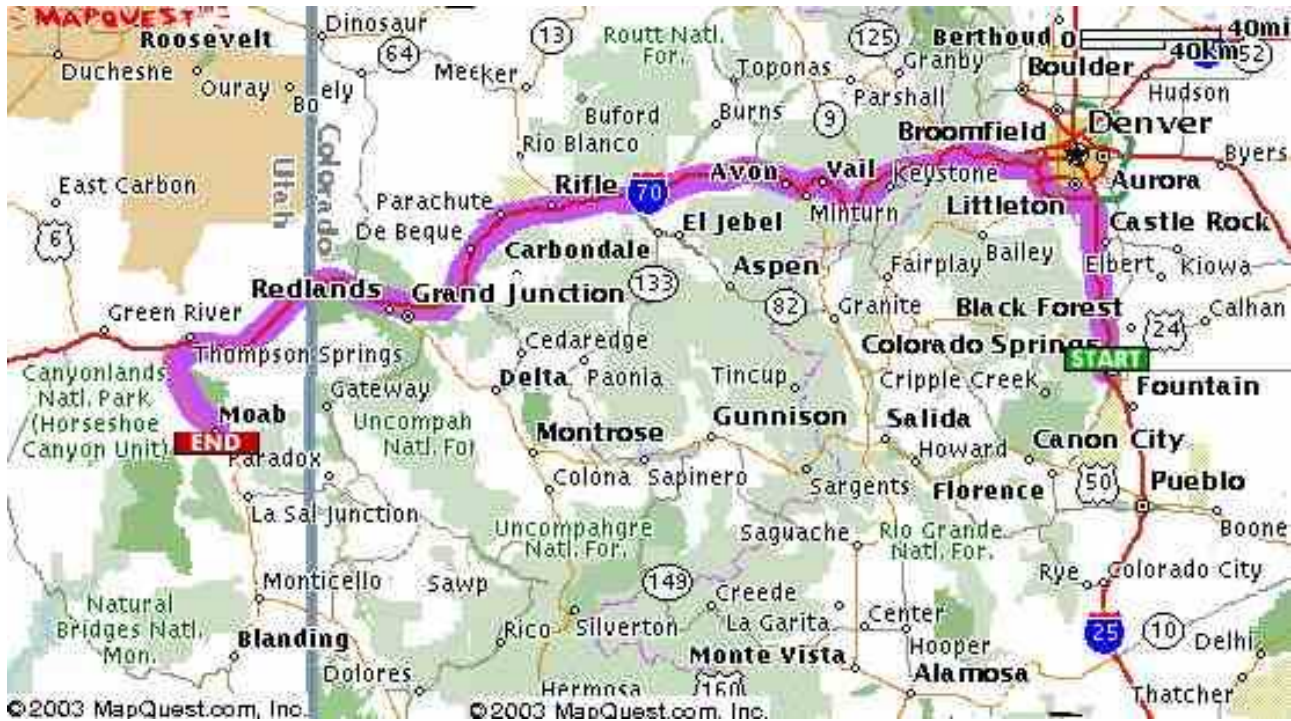 MAPQUEST
Dinosaur
13
125
Berthoud
40mi
Roosevelt
64
Routt Natl.
For.
Granby
40km
52
Duchesne
Meeker
Toponas
Boulder
Ouray
Parshall
Hudson
Bo ely
Buford
Burns
9
Broomfield
Denver
Rio Blanco
Colorado
Utah
Avon
Vail
Byers
East Carbon
Rifle
70
Keystone
Aurora
Parachute
Minturn
Littleton
6
De Beque
El Jebel
Castle Rock
Carbondale
Bailey
Aspen
Elbert
Kiowa
Redlands
Grand Junction
133
Fairplay
82
Granite
Black Forest
Calhan
Green River
24
Thompson Springs
Cedaredge
Colorado Springs
START
Canyonlands
Natl. Park
(Horseshoe
Canyon Unit)
Gateway
Delta
Paonia
Tincup
Cripple Creek
Fountain
Moab
Uncompah
Natl. For
Gunnison
Salida
END
Montrose
Howard
Canon City
Paradox
Colona
Sapinero
Sargents
Florence
50
Pueblo
La Sal Junction
Uncompahgre
Natl. For.
Saguache
Rio Grande
Natl. For.
Boone
Monticello
Sawp
149
Creede
Rye
Colorado City
Natural
Bridges Natl.
Mon.
Rico
Silverton
La Garita
Center
25
10
Delhi
Blanding
Hooper
Dolores
Monte Vista
Alamosa
Hermosa
160
Thatcher
©2003 MapQuest.com, Inc.
©2003 MapQuest.com, Inc.